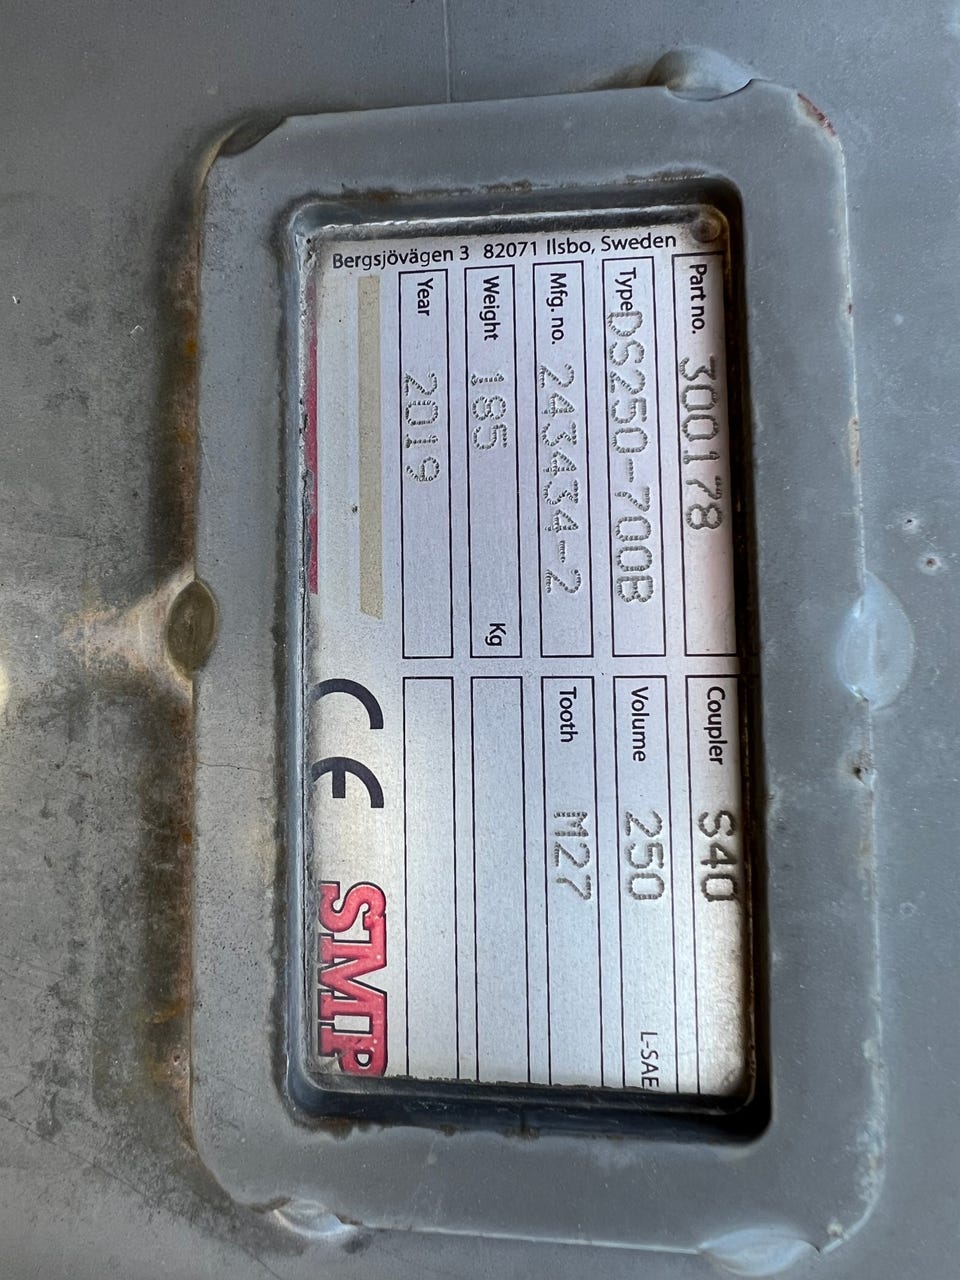 Part no. 300178
Coupler S40
Type DS250-700B
Volume 250 L-SAE
Mfg. no. 243434-2
Tooth M27
Weight 185 Kg
Year 2019
CE SMP
Bergsjövägen 3 82071 Ilsbo, Sweden